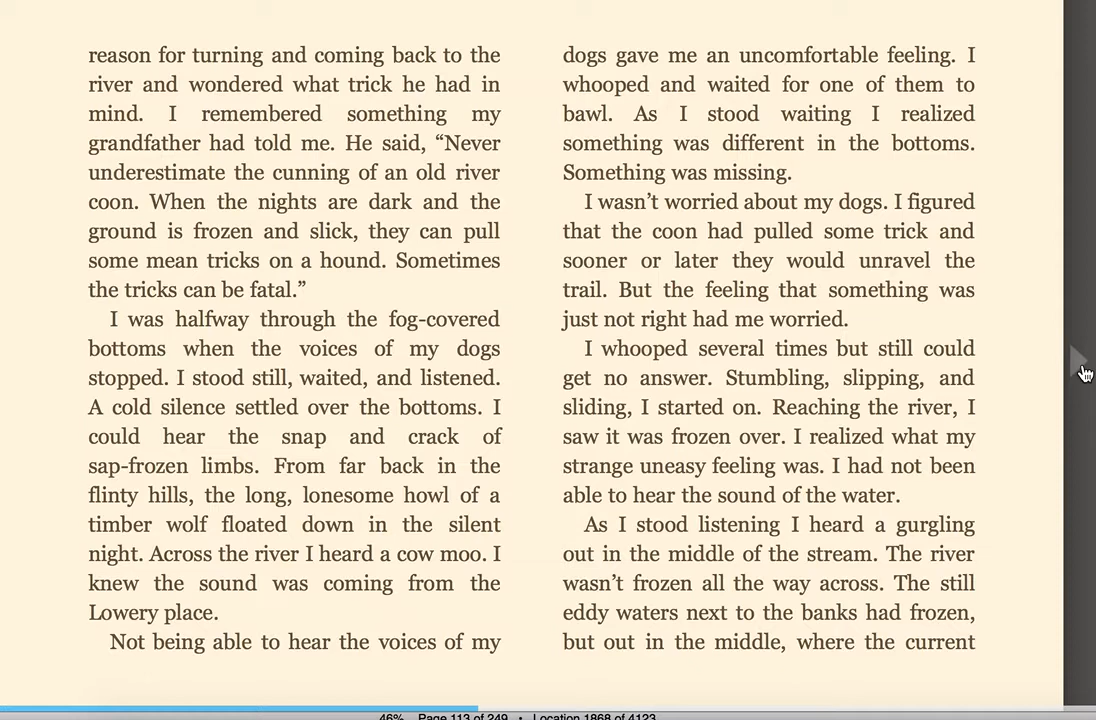 reason for turning and coming back to the
river and wondered what trick he had in
mind. I remembered something my
grandfather had told me. He said, “Never
underestimate the cunning of an old river
coon. When the nights are dark and the
ground is frozen and slick, they can pull
some mean tricks on a hound. Sometimes
the tricks can be fatal.”
I was halfway through the fog-covered
bottoms when the voices of my dogs
stopped. I stood still, waited, and listened.
A cold silence settled over the bottoms. I
could hear the snap and crack of
sap-frozen limbs. From far back in the
flinty hills, the long, lonesome howl of a
timber wolf floated down in the silent
night. Across the river I heard a cow moo. I
knew the sound was coming from the
Lowery place.
Not being able to hear the voices of my
dogs gave me an uncomfortable feeling. I
whooped and waited for one of them to
bawl. As I stood waiting I realized
something was different in the bottoms.
Something was missing.
I wasn’t worried about my dogs. I figured
that the coon had pulled some trick and
sooner or later they would unravel the
trail. But the feeling that something was
just not right had me worried.
I whooped several times but still could
get no answer. Stumbling, slipping, and
sliding, I started on. Reaching the river, I
saw it was frozen over. I realized what my
strange uneasy feeling was. I had not been
able to hear the sound of the water.
As I stood listening I heard a gurgling
out in the middle of the stream. The river
wasn’t frozen all the way across. The still
eddy waters next to the banks had frozen,
but out in the middle, where the current
46% Page 113 of 249 • Location 1868 of 4123